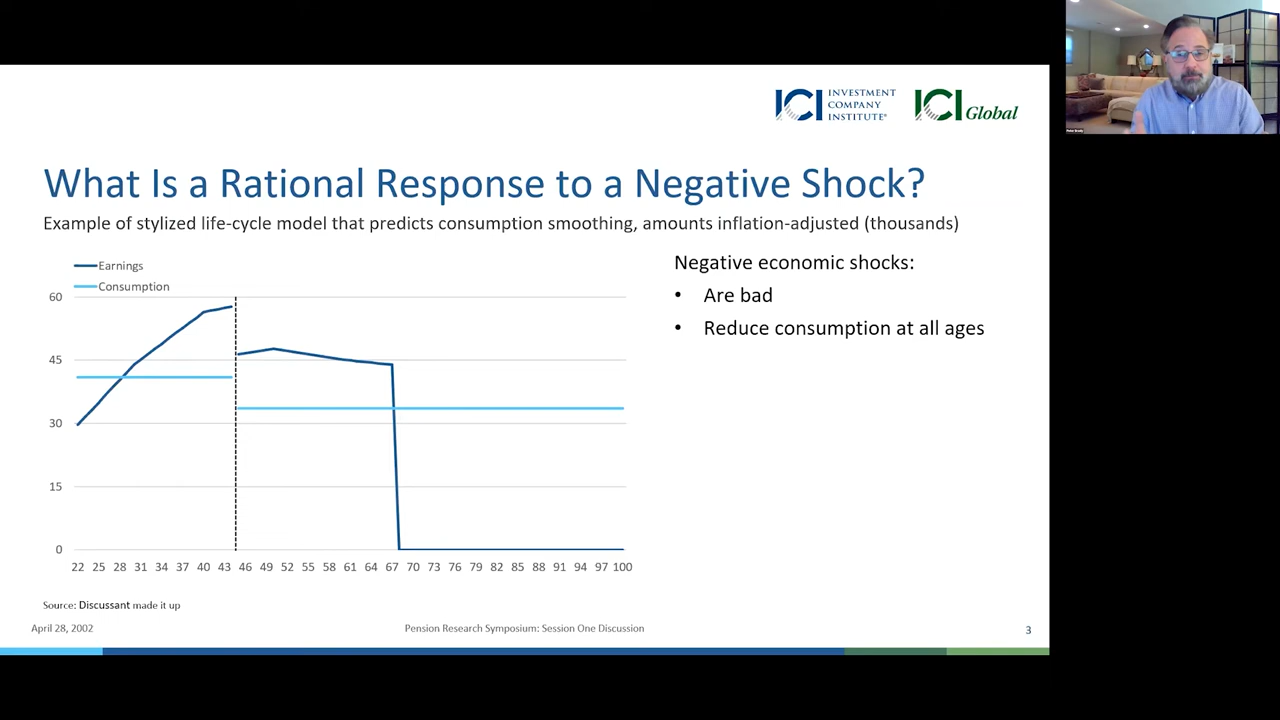 ICI INVESTMENT
COMPANY
INSTITUTE®
ICI Global
What Is a Rational Response to a Negative Shock?
Example of stylized life-cycle model that predicts consumption smoothing, amounts inflation-adjusted (thousands)
Earnings
Consumption
60
45
30
15
0
22 25 28 31 34 37 40 43 46 49 52 55 58 61 64 67 70 73 76 79 82 85 88 91 94 97 100
Negative economic shocks:
• Are bad
• Reduce consumption at all ages
Source: Discussant made it up
April 28, 2002
Pension Research Symposium: Session One Discussion
3